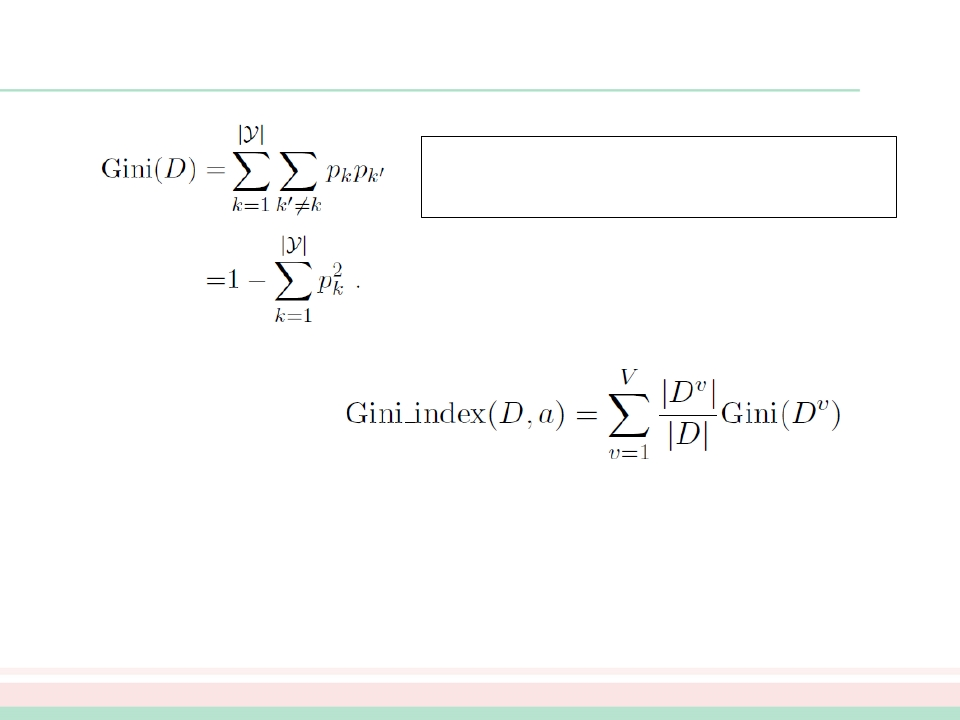 Gini(D) = \sum_{k=1}^{|\mathcal{Y}|} \sum_{k' \neq k} p_k p_{k'}
=1 - \sum_{k=1}^{|\mathcal{Y}|} p_k^2 .
Gini_index(D, a) = \sum_{v=1}^{V} \frac{|D^v|}{|D|} Gini(D^v)